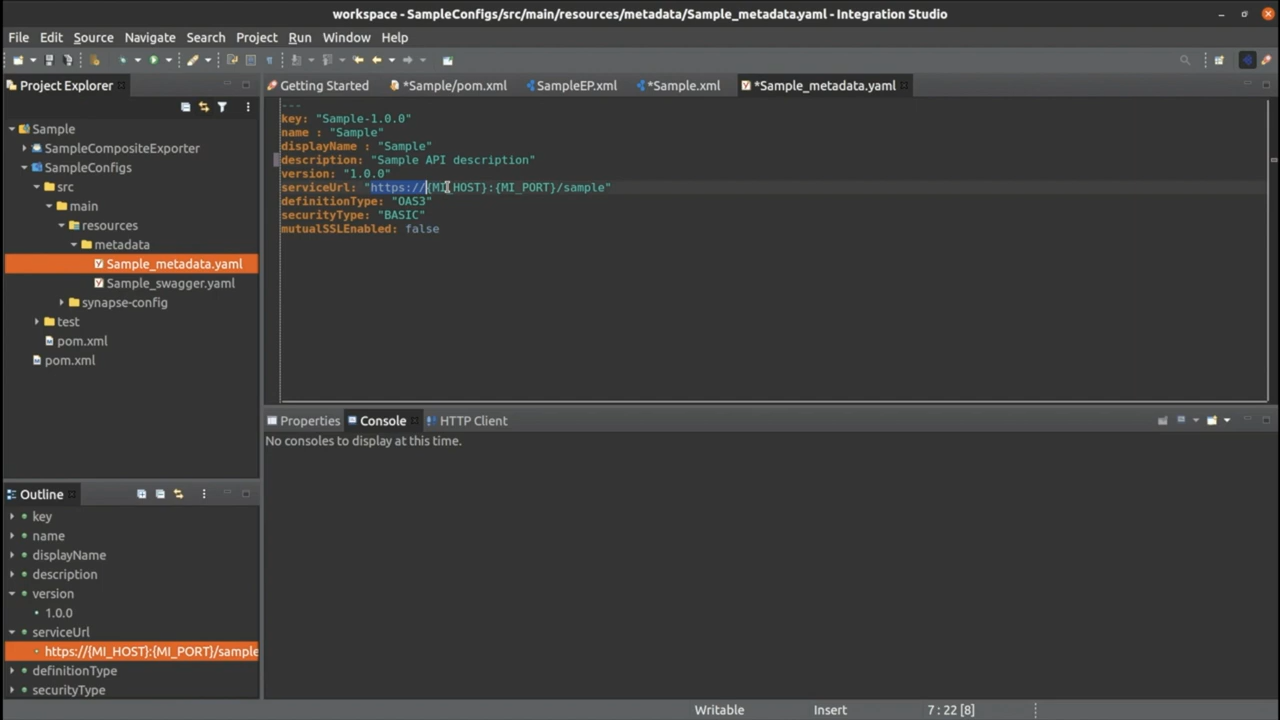 workspace - SampleConfigs/src/main/resources/metadata/Sample_metadata.yaml - Integration Studio
File Edit Source Navigate Search Project Run Window Help
Project Explorer
Getting Started
*Sample/pom.xml
SampleEP.xml
*Sample.xml
*Sample_metadata.yaml
Sample
SampleCompositeExporter
SampleConfigs
src
main
resources
metadata
Sample_metadata.yaml
Sample_swagger.yaml
synapse-config
test
pom.xml
pom.xml
---
key: "Sample-1.0.0"
name : "Sample"
displayName : "Sample"
description: "Sample API description"
version: "1.0.0"
serviceUrl: "https://{MI_HOST}:{MI_PORT}/sample"
definitionType: "OAS3"
securityType: "BASIC"
mutualSSLEnabled: false
Properties
Console
HTTP Client
No consoles to display at this time.
Outline
key
name
displayName
description
version
1.0.0
serviceUrl
https://{MI_HOST}:{MI_PORT}/sample
definitionType
securityType
Writable
Insert
7 : 22 [8]